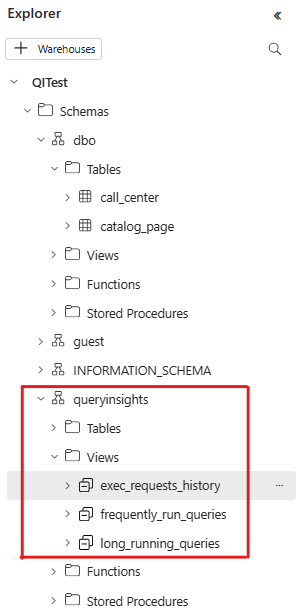 Explorer
+ Warehouses
QITest
Schemas
dbo
Tables
call_center
catalog_page
Views
Functions
Stored Procedures
guest
INFORMATION_SCHEMA
queryinsights
Tables
Views
exec_requests_history
frequently_run_queries
long_running_queries
Functions
Stored Procedures